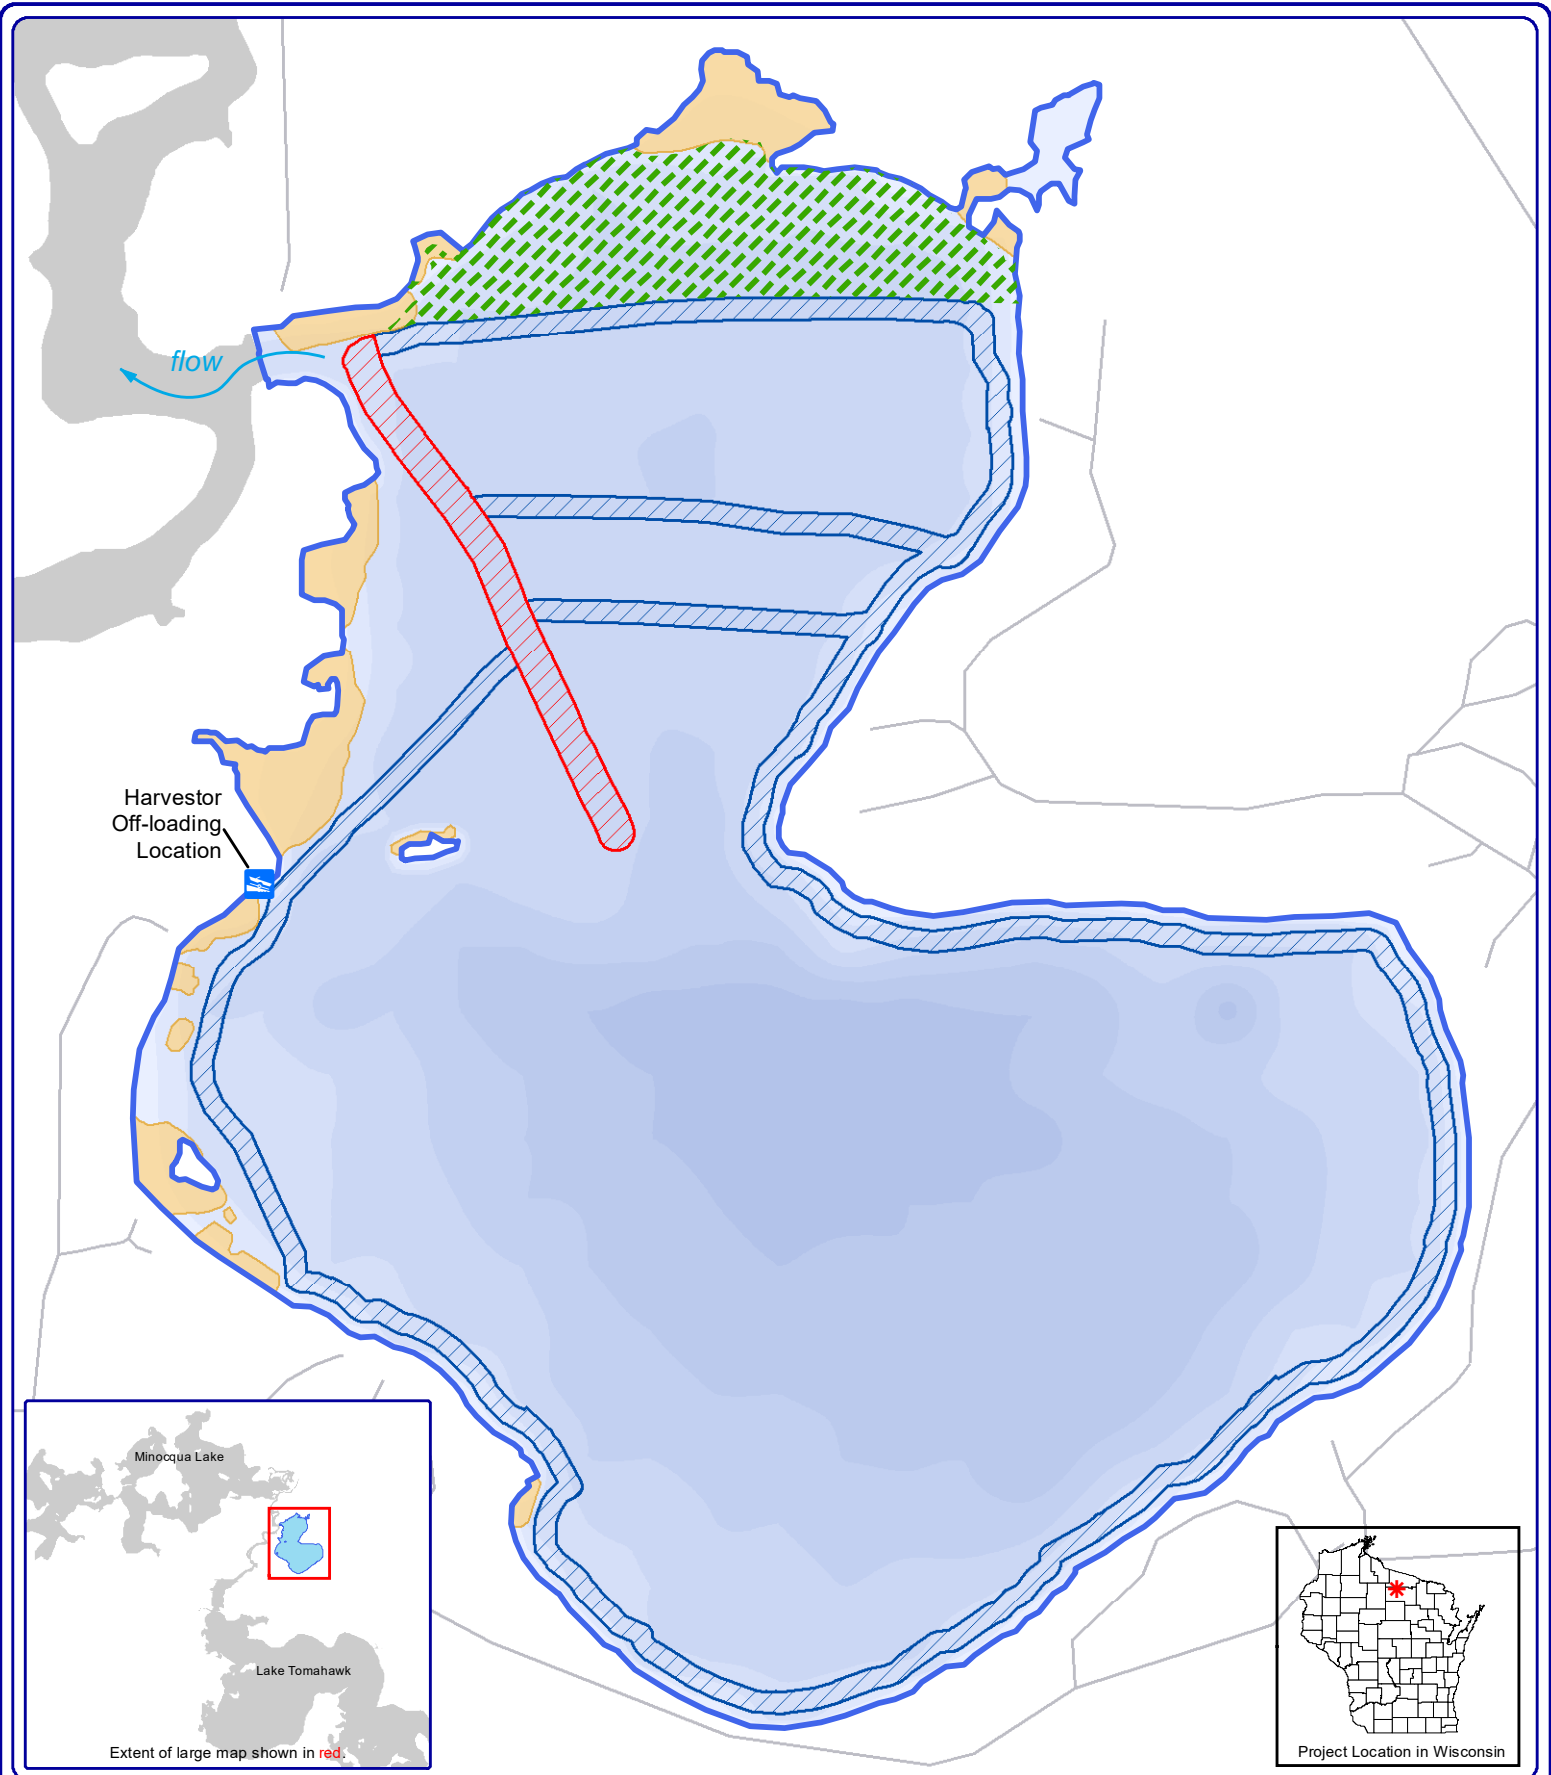 flow
Harvestor
Off-loading
Location
Minocqua Lake
Lake Tomahawk
Extent of large map shown in red.
Project Location in Wisconsin